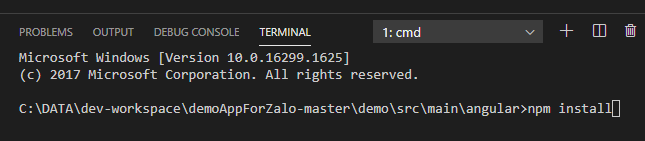 PROBLEMS OUTPUT DEBUG CONSOLE TERMINAL 1: cmd
Microsoft Windows [Version 10.0.16299.1625]
(c) 2017 Microsoft Corporation. All rights reserved.
C:\DATA\dev-workspace\demoAppForZalo-master\demo\src\main\angular>npm install